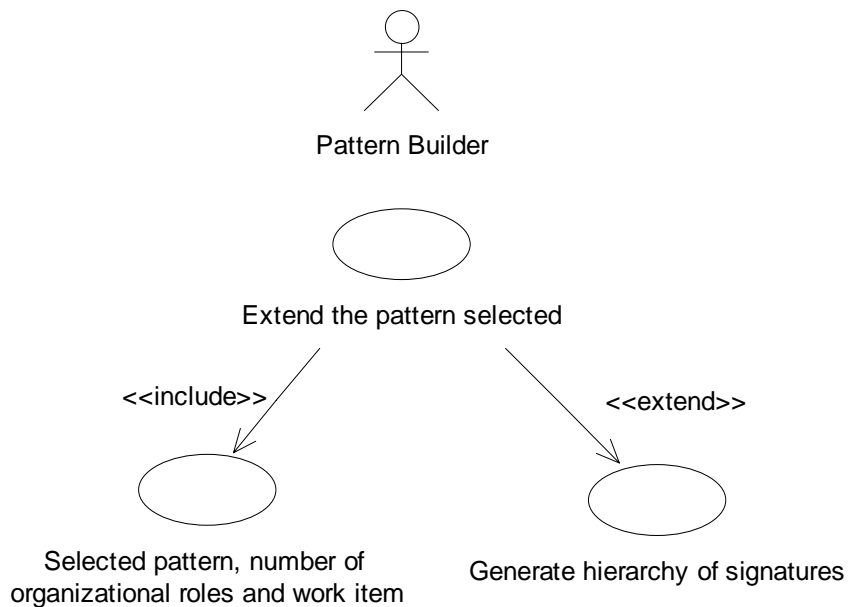 Pattern Builder
Extend the pattern selected
<<include>>
<<extend>>
Selected pattern, number of
organizational roles and work item
Generate hierarchy of signatures